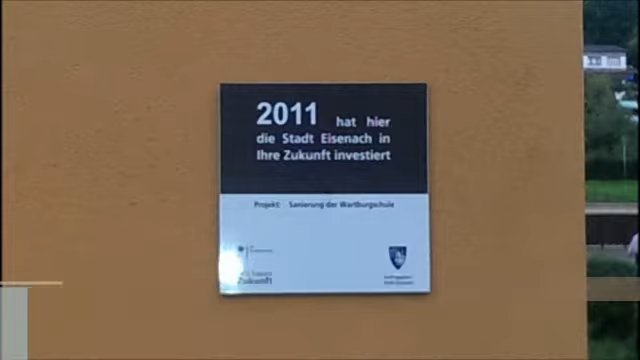 2011 hat hier
die Stadt Eisenach in
Ihre Zukunft investiert
Projekt: Sanierung der Wartburgschule
Zukunft